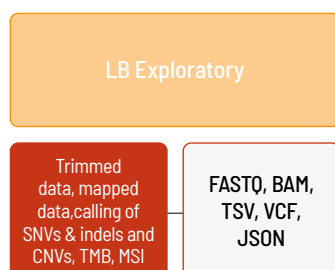 LB Exploratory
Trimmed
data, mapped
data,calling of
SNVs & indels and
CNVs, TMB, MSI
FASTQ, BAM,
TSV, VCF,
JSON